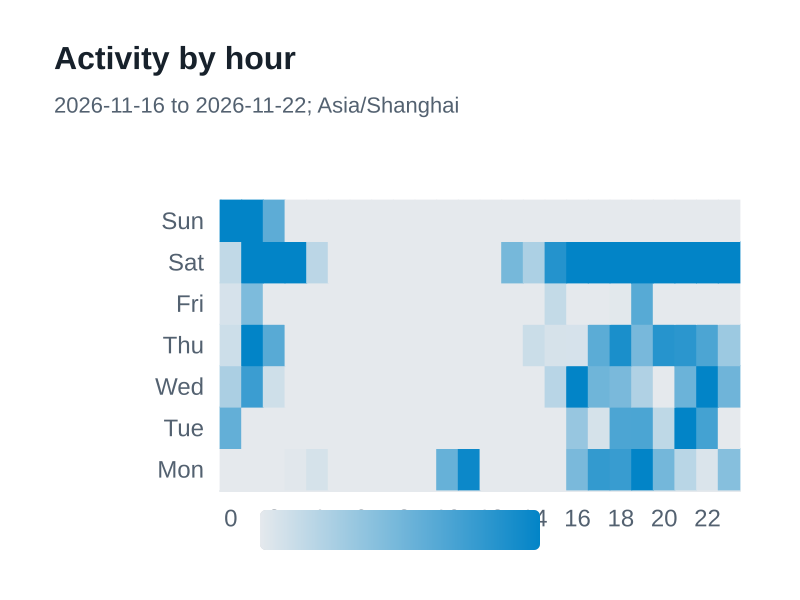 Activity by hour
2026-11-16 to 2026-11-22; Asia/Shanghai
Sun
Sat
Fri
Thu
Wed
Tue
Mon
0 16 18 20 22